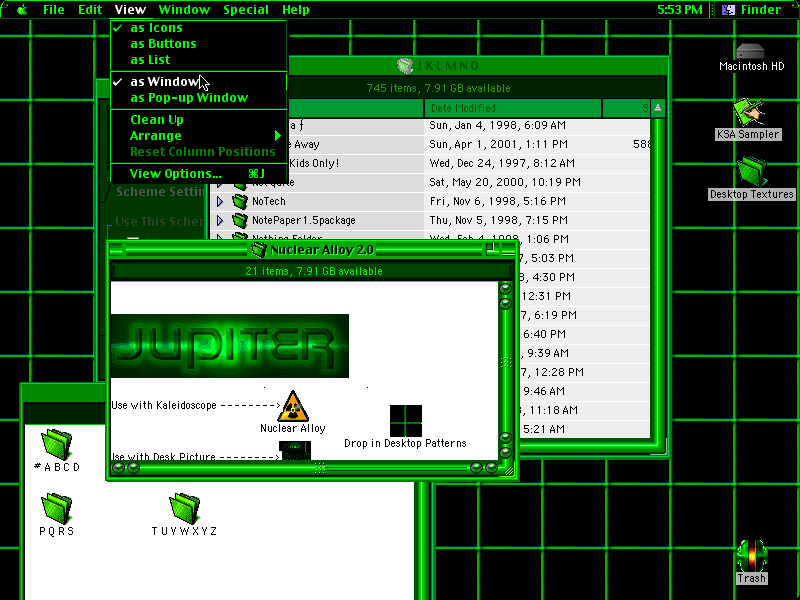 File Edit View Window Special Help 5:53 PM Finder
as Icons
as Buttons
as List
as Window
as Pop-up Window
Clean Up
Arrange
Reset Column Positions
View Options... ⌘J
Scheme Settin
Use This Schem
JKLMNO
745 items, 7.91 GB available
Date Modified S
a ƒ Sun, Jan 4, 1998, 6:09 AM
e Away Sun, Apr 1, 2001, 1:11 PM 588
Kids Only! Wed, Dec 24, 1997, 8:12 AM
Not quite Sat, May 20, 2000, 10:19 PM
NoTech Fri, Nov 6, 1998, 5:16 PM
NotePaper 1.5package Thu, Nov 5, 1998, 7:15 PM
Nothing Folder Wed, Feb 4, 1998, 1:06 PM
7, 5:03 PM
, 4:30 PM
12:31 PM
7, 6:19 PM
6:40 PM
, 9:39 AM
7, 12:28 PM
9:46 AM
, 11:18 AM
5:21 AM
Nuclear Alloy 2.0
21 items, 7.91 GB available
JUPITER
Use with Kaleidoscope -------->
Nuclear Alloy
Drop in Desktop Patterns
Use with Desk Picture -------->
#ABCD
PQRS
TUYWXYZ
Macintosh HD
KSA Sampler
Desktop Textures
Trash